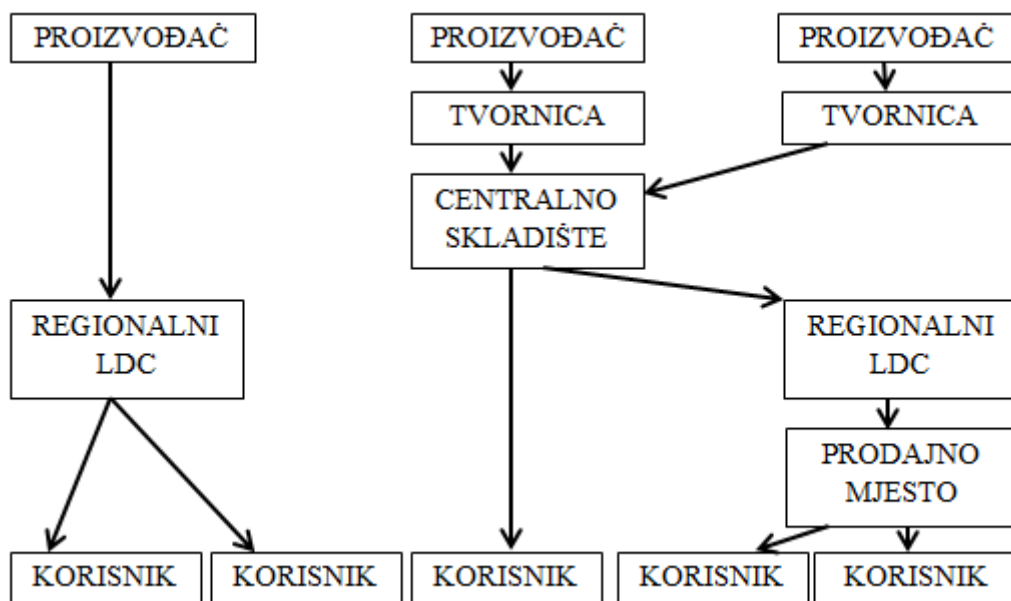 PROIZVOĐAČ
PROIZVOĐAČ
PROIZVOĐAČ
TVORNICA
TVORNICA
CENTRALNO
SKLADIŠTE
REGIONALNI
LDC
REGIONALNI
LDC
PRODAJNO
MJESTO
KORISNIK
KORISNIK
KORISNIK
KORISNIK
KORISNIK